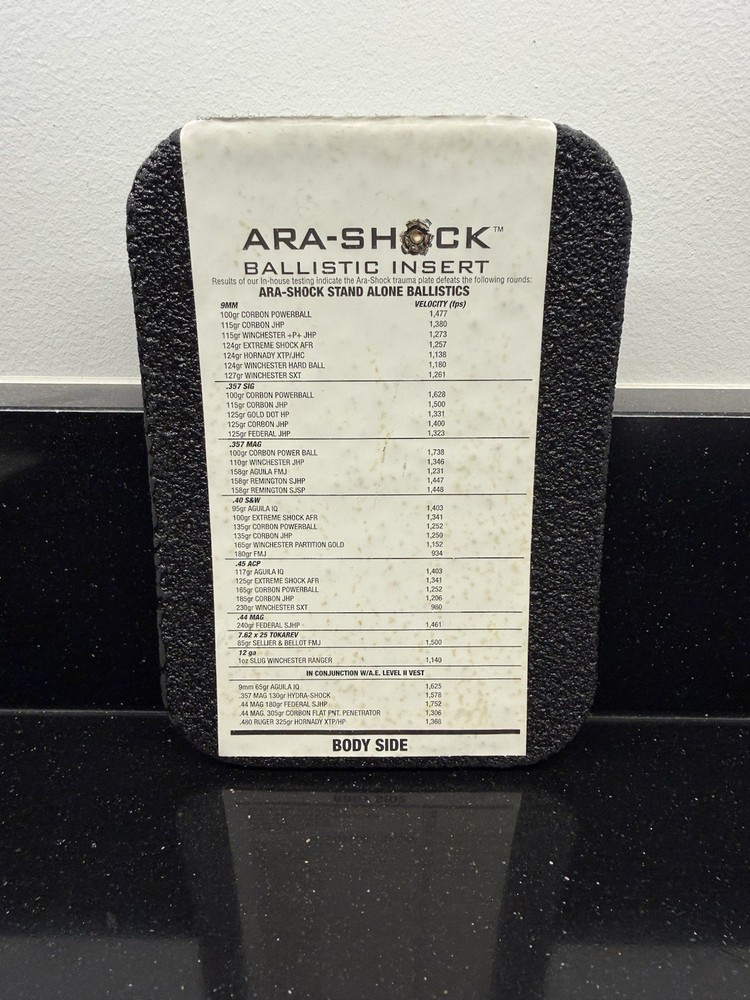 ARA-SHOCK™
BALLISTIC INSERT
Results of our In-house testing indicate the Ara-Shock trauma plate defeats the following rounds:
ARA-SHOCK STAND ALONE BALLISTICS
9MM VELOCITY (fps)
100gr CORBON POWERBALL 1,477
115gr CORBON JHP 1,380
115gr WINCHESTER +P+ JHP 1,273
124gr EXTREME SHOCK AFR 1,257
124gr HORNADY XTP/JHC 1,138
124gr WINCHESTER HARD BALL 1,180
127gr WINCHESTER SXT 1,261
.357 SIG
100gr CORBON POWERBALL 1,628
115gr CORBON JHP 1,500
125gr GOLD DOT HP 1,331
125gr CORBON JHP 1,400
125gr FEDERAL JHP 1,323
.357 MAG
100gr CORBON POWER BALL 1,738
110gr WINCHESTER JHP 1,346
158gr AGUILA FMJ 1,231
158gr REMINGTON SJHP 1,447
158gr REMINGTON SJSP 1,448
.40 S&W
95gr AGUILA IQ 1,403
100gr EXTREME SHOCK AFR 1,341
135gr CORBON POWERBALL 1,252
135gr CORBON JHP 1,250
165gr WINCHESTER PARTITION GOLD 1,152
180gr FMJ 934
.45 ACP
117gr AGUILA IQ 1,403
125gr EXTREME SHOCK AFR 1,341
165gr CORBON POWERBALL 1,252
185gr CORBON JHP 1,206
230gr WINCHESTER SXT 980
.44 MAG
240gr FEDERAL SJHP 1,461
7.62 x 25 TOKAREV
85gr SELLIER & BELLOT FMJ 1,500
12 ga
1oz SLUG WINCHESTER RANGER 1,140
IN CONJUNCTION W/A.E. LEVEL II VEST
9mm 65gr AGUILA IQ 1,625
.357 MAG 130gr HYDRA-SHOCK 1,578
.44 MAG 180gr FEDERAL SJHP 1,752
.44 MAG. 305gr CORBON FLAT PNT. PENETRATOR 1,306
.480 RUGER 325gr HORNADY XTP/HP 1,366
BODY SIDE